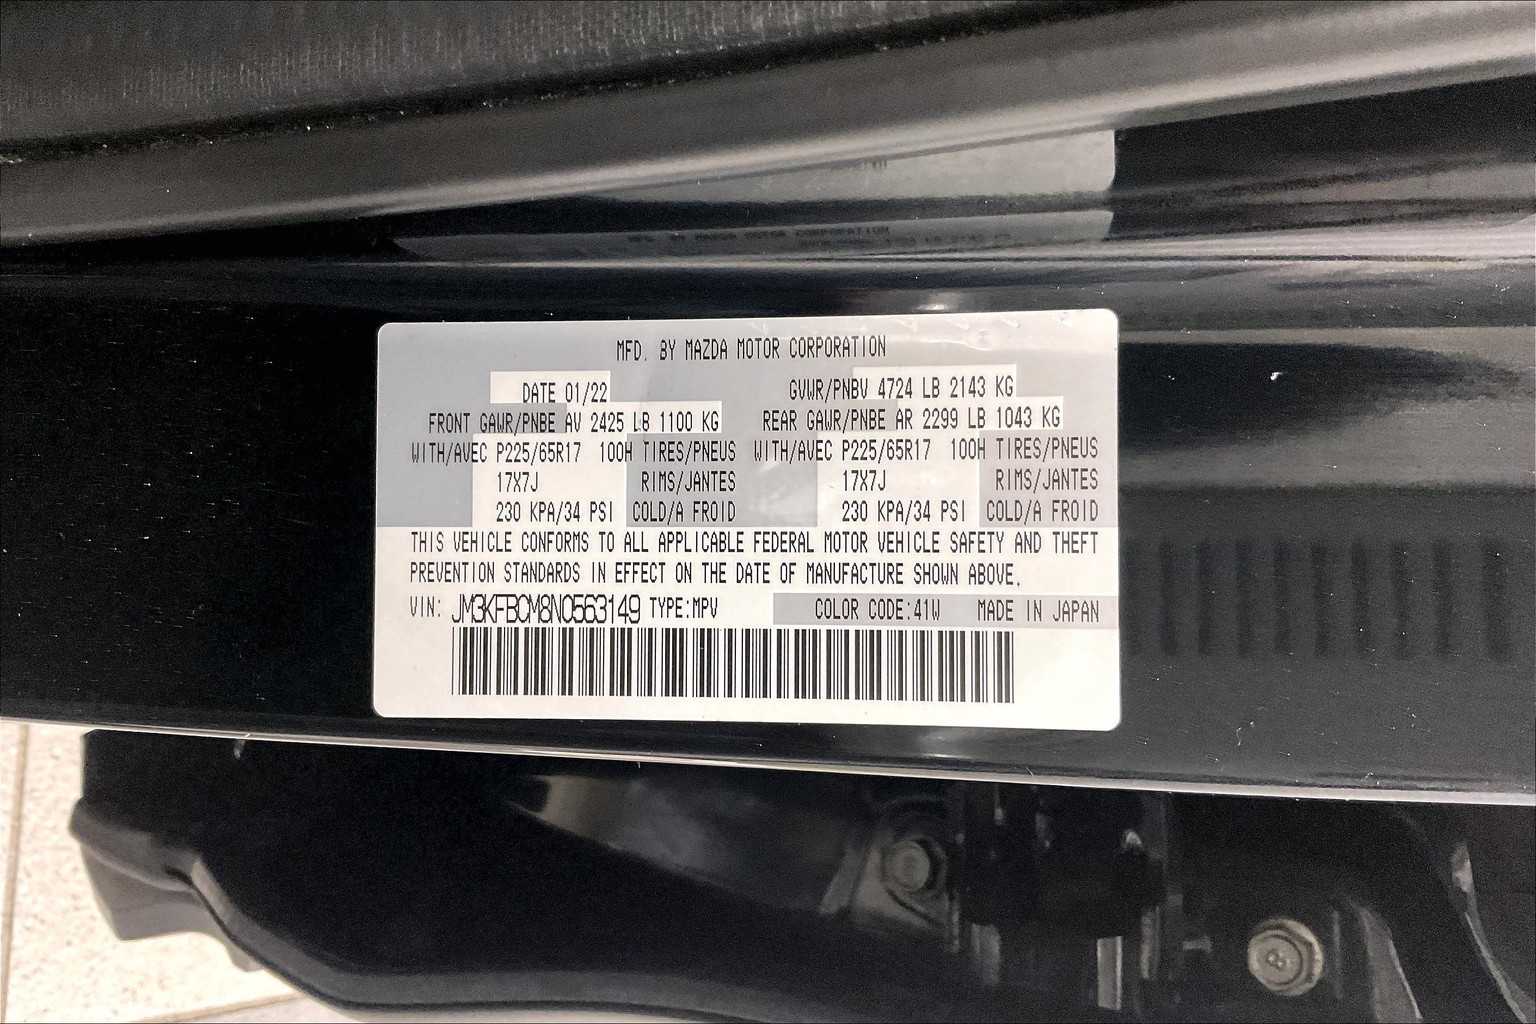 MFD. BY MAZDA MOTOR CORPORATION
DATE 01/22 GVWR/PNBV 4724 LB 2143 KG
FRONT GAWR/PNBE AV 2425 LB 1100 KG REAR GAWR/PNBE AR 2299 LB 1043 KG
WITH/AVEC P225/65R17 100H TIRES/PNEUS WITH/AVEC P225/65R17 100H TIRES/PNEUS
17X7J RIMS/JANTES 17X7J RIMS/JANTES
230 KPA/34 PSI COLD/A FROID 230 KPA/34 PSI COLD/A FROID
THIS VEHICLE CONFORMS TO ALL APPLICABLE FEDERAL MOTOR VEHICLE SAFETY AND THEFT
PREVENTION STANDARDS IN EFFECT ON THE DATE OF MANUFACTURE SHOWN ABOVE.
VIN: JM3KFBCM8N0563149 TYPE:MPV COLOR CODE:41W MADE IN JAPAN
8